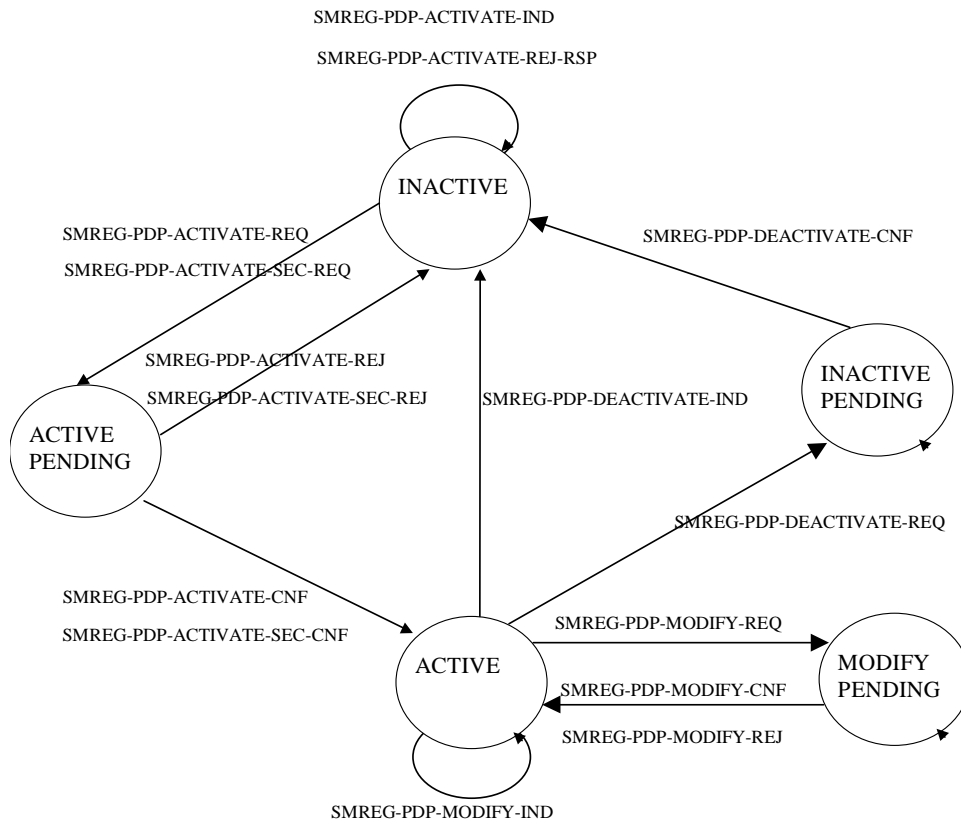 SMREG-PDP-ACTIVATE-IND
SMREG-PDP-ACTIVATE-REJ-RSP
INACTIVE
SMREG-PDP-ACTIVATE-REQ
SMREG-PDP-ACTIVATE-SEC-REQ
SMREG-PDP-DEACTIVATE-CNF
SMREG-PDP-ACTIVATE-REJ
SMREG-PDP-ACTIVATE-SEC-REJ
SMREG-PDP-DEACTIVATE-IND
INACTIVE
PENDING
ACTIVE
PENDING
SMREG-PDP-DEACTIVATE-REQ
SMREG-PDP-ACTIVATE-CNF
SMREG-PDP-ACTIVATE-SEC-CNF
ACTIVE
SMREG-PDP-MODIFY-REQ
SMREG-PDP-MODIFY-CNF
SMREG-PDP-MODIFY-REJ
MODIFY
PENDING
SMREG-PDP-MODIFY-IND